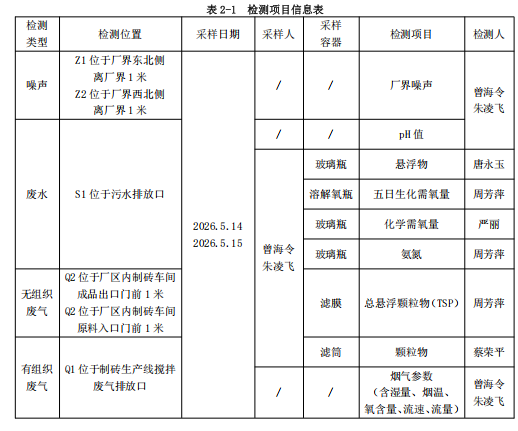 表 2-1 检测项目信息表
检测类型 检测位置 采样日期 采样人 采样容器 检测项目 检测人
噪声 Z1 位于厂界东北侧
离厂界 1 米
Z2 位于厂界西北侧
离厂界 1 米
2026.5.14
2026.5.15
/ / 厂界噪声 曾海令
朱凌飞
废水 S1 位于污水排放口
/ / pH 值
曾海令
朱凌飞
玻璃瓶 悬浮物 唐永玉
溶解氧瓶 五日生化需氧量 周芳萍
玻璃瓶 化学需氧量 严丽
玻璃瓶 氨氮 周芳萍
无组织
废气
Q2 位于厂区内制砖车间
成品出口门前 1 米
Q2 位于厂区内制砖车间
原料入口门前 1 米
滤膜 总悬浮颗粒物(TSP) 周芳萍
有组织
废气
Q1 位于制砖生产线搅拌
废气排放口
滤筒 颗粒物 蔡荣平
/ / 烟气参数
(含湿量、烟温、
氧含量、流速、流量)
曾海令
朱凌飞